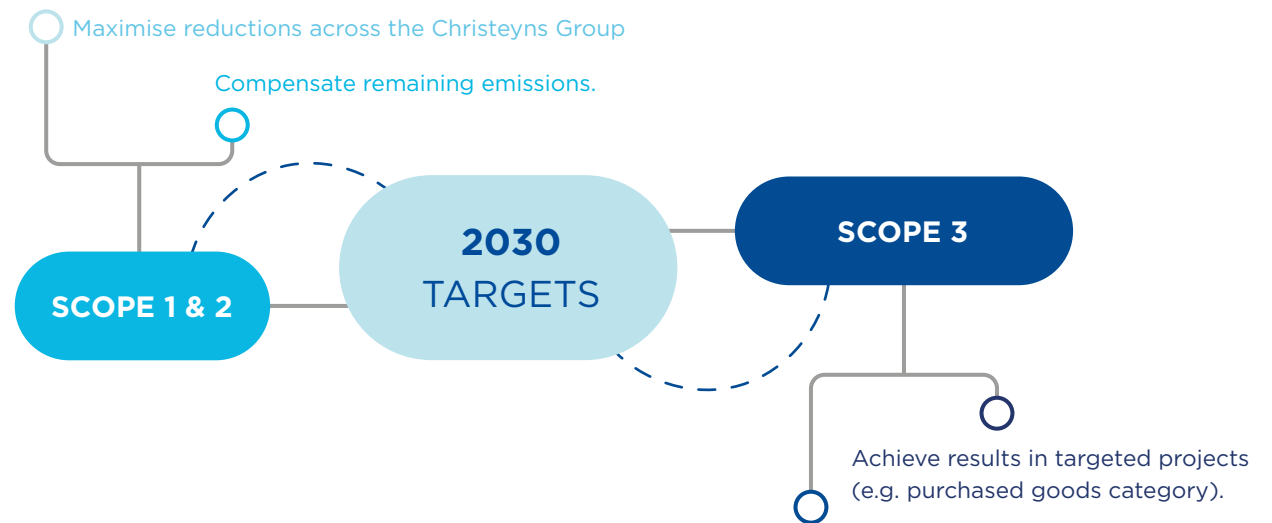 Maximise reductions across the Christeyns Group
Compensate remaining emissions.
2030
TARGETS
SCOPE 1 & 2
SCOPE 3
Achieve results in targeted projects
(e.g. purchased goods category).